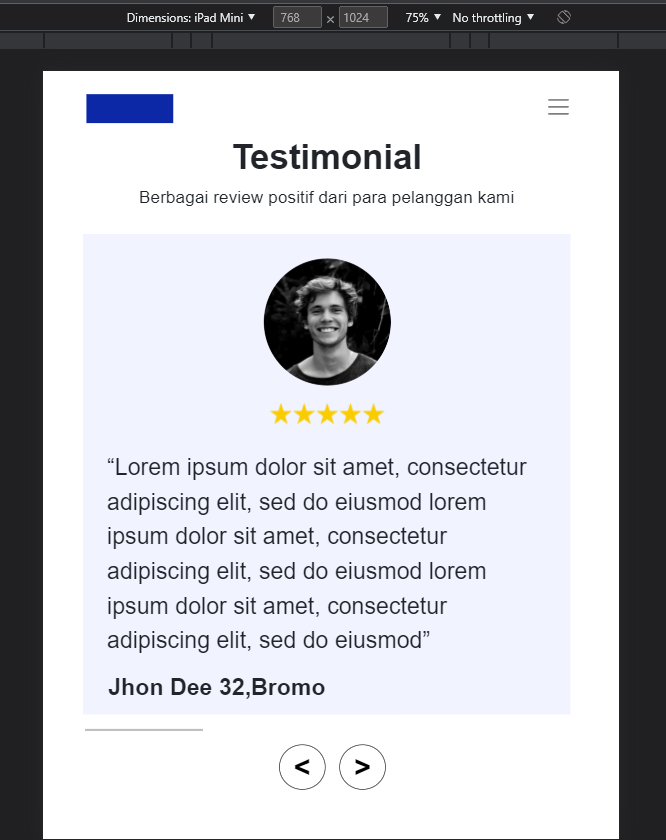 Dimensions: iPad Mini ▼ 768 × 1024 75% ▼ No throttling ▼
Testimonial
Berbagai review positif dari para pelanggan kami
★★★★★
“Lorem ipsum dolor sit amet, consectetur
adipiscing elit, sed do eiusmod lorem
ipsum dolor sit amet, consectetur
adipiscing elit, sed do eiusmod lorem
ipsum dolor sit amet, consectetur
adipiscing elit, sed do eiusmod”
Jhon Dee 32,Bromo
< >